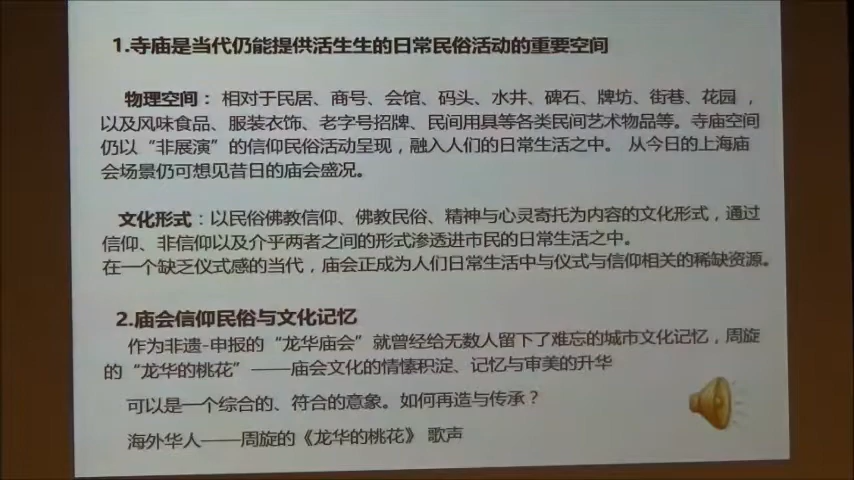 1.寺庙是当代仍能提供活生生的日常民俗活动的重要空间
物理空间：相对于民居、商号、会馆、码头、水井、碑石、牌坊、街巷、花园，
以及风味食品、服装衣饰、老字号招牌、民间用具等各类民间艺术物品等。寺庙空间
仍以“非展演”的信仰民俗活动呈现，融入人们的日常生活之中。 从今日的上海庙
会场景仍可想见昔日的庙会盛况。
文化形式：以民俗佛教信仰、佛教民俗、精神与心灵寄托为内容的文化形式，通过
信仰、非信仰以及介乎两者之间的形式渗透进市民的日常生活之中。
在一个缺乏仪式感的当代，庙会正成为人们日常生活中与仪式与信仰相关的稀缺资源。
2.庙会信仰民俗与文化记忆
作为非遗-申报的“龙华庙会”就曾经给无数人留下了难忘的城市文化记忆，周旋
的“龙华的桃花”——庙会文化的情愫积淀、记忆与审美的升华
可以是一个综合的、符合的意象。如何再造与传承？
海外华人——周旋的《龙华的桃花》 歌声